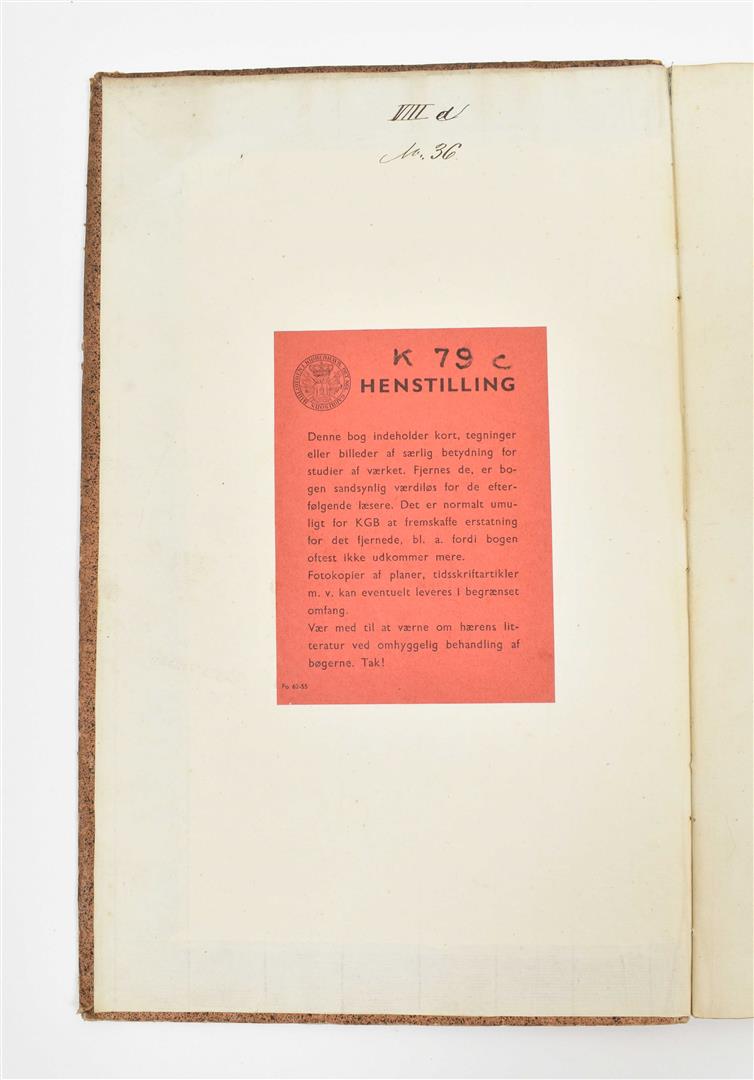 VIII d
No. 36
K 79 c
HENSTILLING
Denne bog indeholder kort, tegninger
eller billeder af særlig betydning for
studier af værket. Fjernes de, er bo-
gen sandsynlig værdiløs for de efter-
følgende læsere. Det er normalt umu-
ligt for KGB at fremskaffe erstatning
for det fjernede, bl. a. fordi bogen
oftest ikke udkommer mere.
Fotokopier af planer, tidsskriftartikler
m. v. kan eventuelt leveres i begrænset
omfang.
Vær med til at værne om hærens lit-
teratur ved omhyggelig behandling af
bøgerne. Tak!
Fo. 62-55